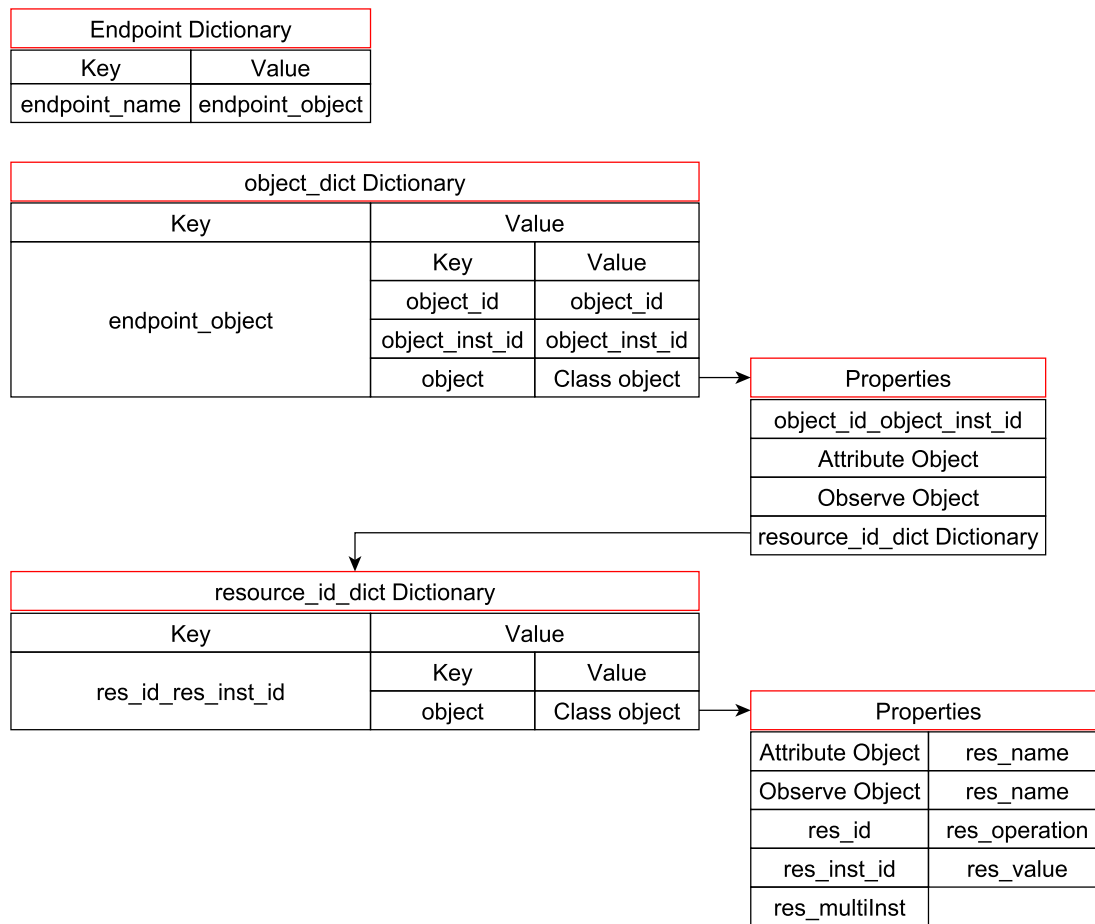 Endpoint Dictionary
Key Value
endpoint_name endpoint_object
object_dict Dictionary
Key Value
endpoint_object
Key Value
object_id object_id
object_inst_id object_inst_id
object Class object
Properties
object_id_object_inst_id
Attribute Object
Observe Object
resource_id_dict Dictionary
resource_id_dict Dictionary
Key Value
res_id_res_inst_id
Key Value
object Class object
Properties
Attribute Object res_name
Observe Object res_name
res_id res_operation
res_inst_id res_value
res_multiInst